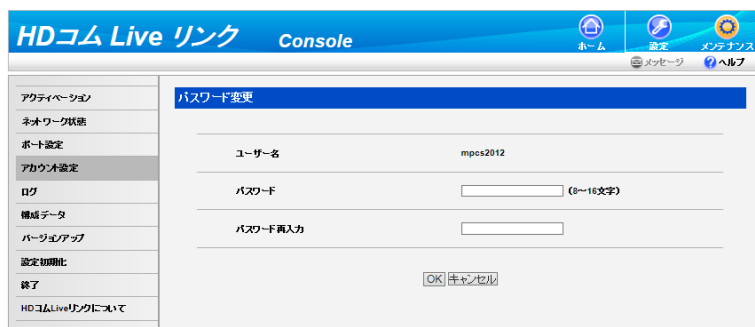 HDコム Live リンク Console
ホーム 設定 メンテナンス
メッセージ ヘルプ
アクティベーション
ネットワーク状態
ポート設定
アカウント設定
ログ
構成データ
バージョンアップ
設定初期化
終了
HDコムLiveリンクについて
パスワード変更
ユーザー名 mpcs2012
パスワード (8～16文字)
パスワード再入力
OK キャンセル